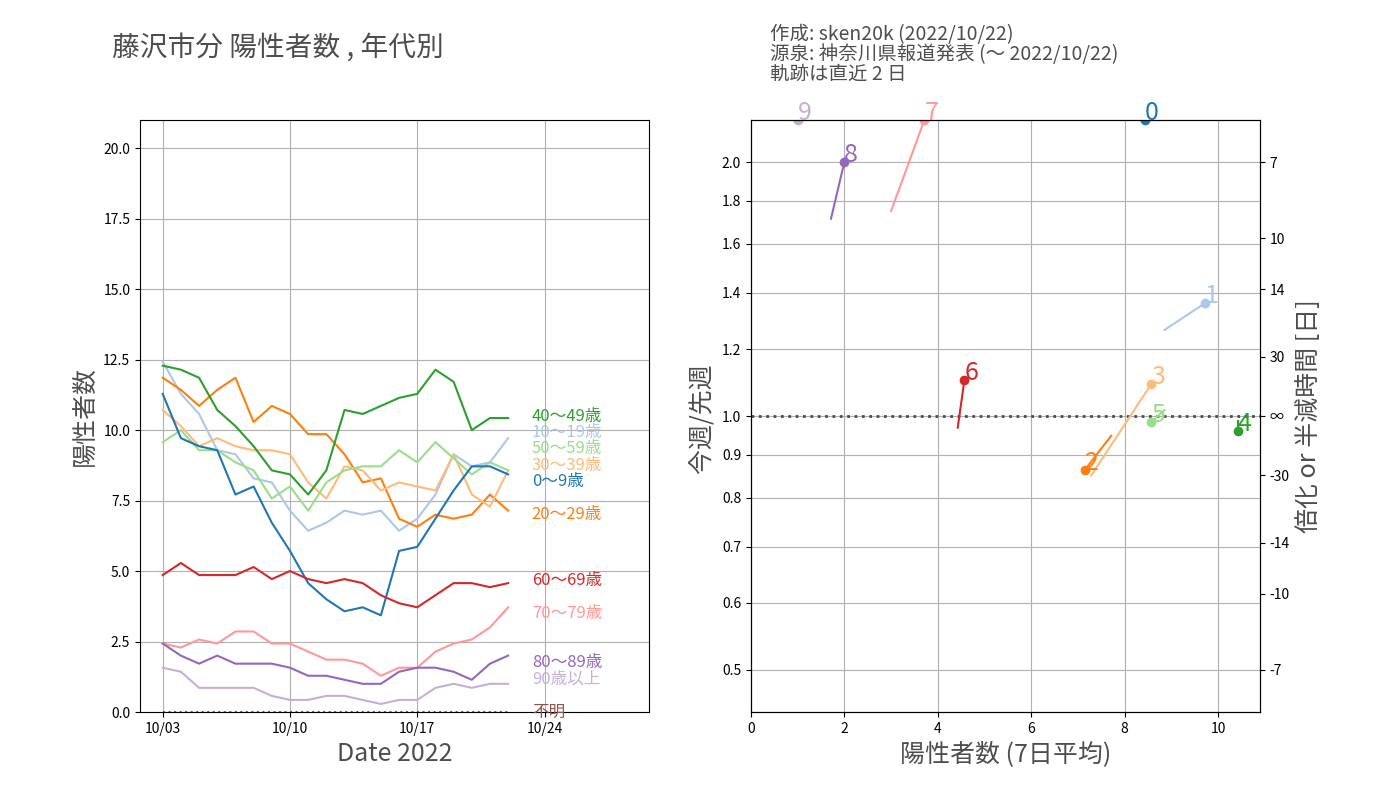 藤沢市分 陽性者数 , 年代別
作成: sken20k (2022/10/22)
源泉: 神奈川県報道発表 (〜 2022/10/22)
軌跡は直近 2 日
陽性者数
20.0
17.5
15.0
12.5
10.0
7.5
5.0
2.5
0.0
10/03
10/10
10/17
10/24
Date 2022
40〜49歳
10〜19歳
50〜59歳
30〜39歳
0〜9歳
20〜29歳
60〜69歳
70〜79歳
80〜89歳
90歳以上
不明
今週/先週
2.0
1.8
1.6
1.4
1.2
1.0
0.9
0.8
0.7
0.6
0.5
0
2
4
6
8
10
陽性者数 (7日平均)
9
7
0
8
1
6
3
5
4
2
7
10
14
30
∞
-30
-14
-10
-7
倍化 or 半減時間 [日]